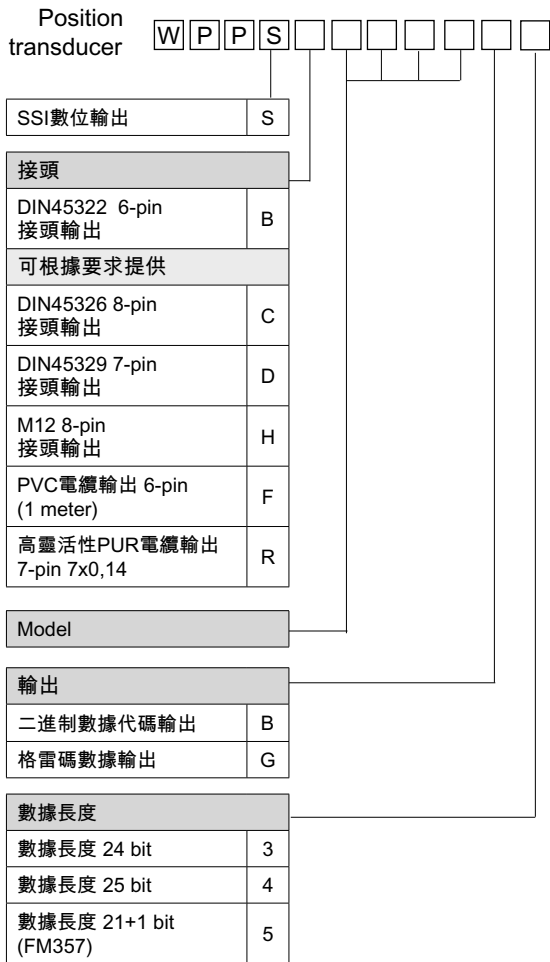 Position
transducer
W P P S
SSI數位輸出 S
接頭
DIN45322 6-pin
接頭輸出 B
可根據要求提供
DIN45326 8-pin
接頭輸出 C
DIN45329 7-pin
接頭輸出 D
M12 8-pin
接頭輸出 H
PVC電纜輸出 6-pin
(1 meter) F
高靈活性PUR電纜輸出
7-pin 7x0,14 R
Model
輸出
二進制數據代碼輸出 B
格雷碼數據輸出 G
數據長度
數據長度 24 bit 3
數據長度 25 bit 4
數據長度 21+1 bit
(FM357) 5